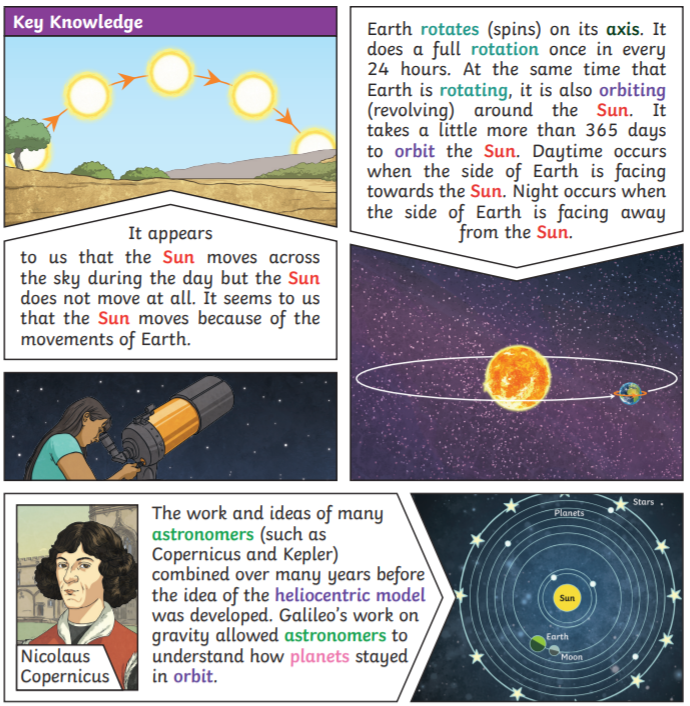 Key Knowledge
It appears
to us that the Sun moves across
the sky during the day but the Sun
does not move at all. It seems to us
that the Sun moves because of the
movements of Earth.
Earth rotates (spins) on its axis. It
does a full rotation once in every
24 hours. At the same time that
Earth is rotating, it is also orbiting
(revolving) around the Sun. It
takes a little more than 365 days
to orbit the Sun. Daytime occurs
when the side of Earth is facing
towards the Sun. Night occurs when
the side of Earth is facing away
from the Sun.
Nicolaus
Copernicus
The work and ideas of many
astronomers (such as
Copernicus and Kepler)
combined over many years before
the idea of the heliocentric model
was developed. Galileo's work on
gravity allowed astronomers to
understand how planets stayed
in orbit.
Stars
Planets
Sun
Earth
Moon